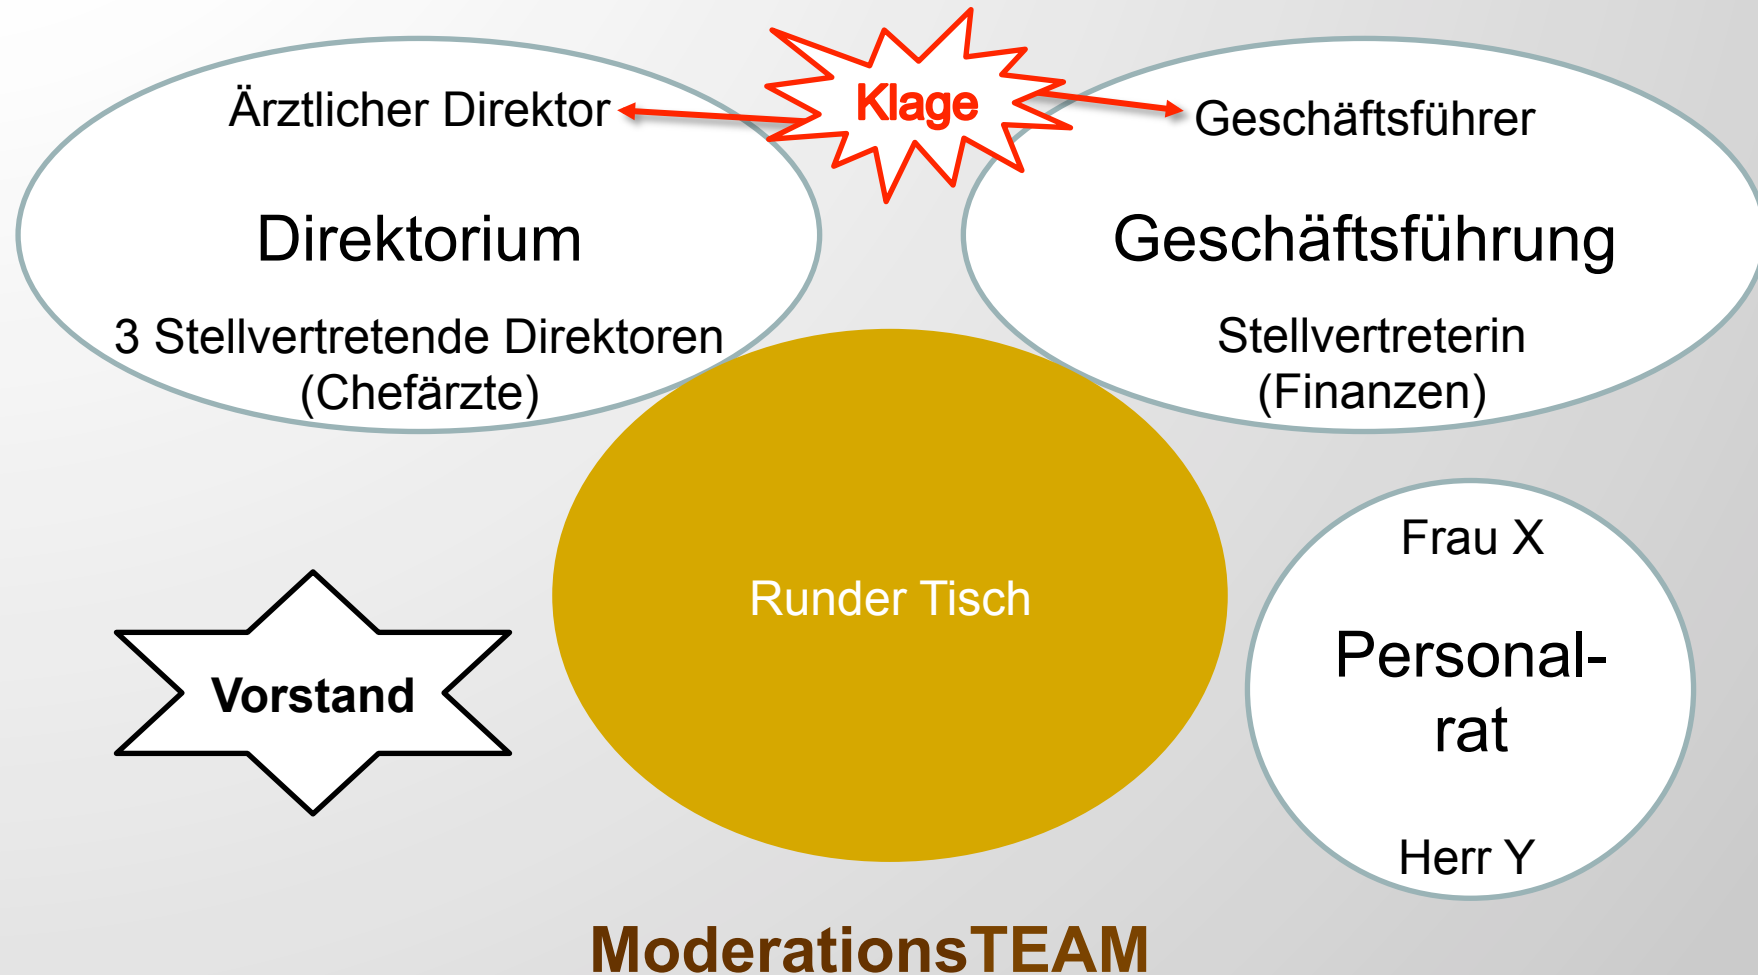 Klage
Ärztlicher Direktor
Direktorium
3 Stellvertretende Direktoren
(Chefärzte)
Geschäftsführer
Geschäftsführung
Stellvertreterin
(Finanzen)
Runder Tisch
Vorstand
Frau X
Personal-
rat
Herr Y
ModerationsTEAM